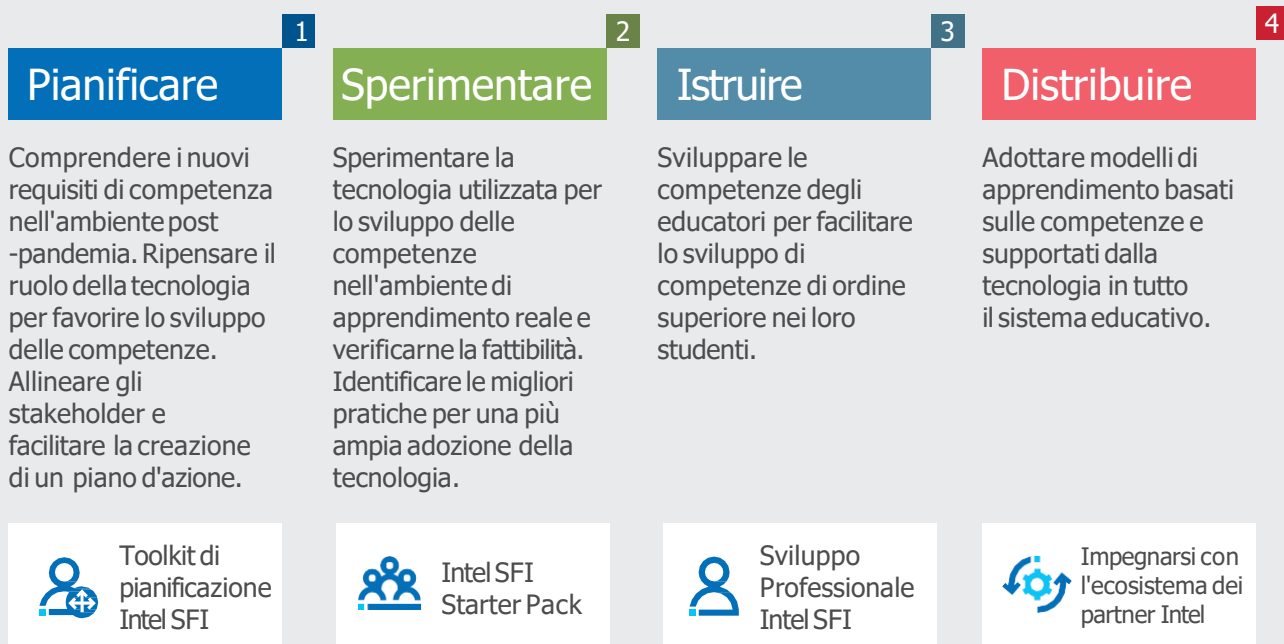 1
Pianificare
Comprendere i nuovi
requisiti di competenza
nell'ambiente post
-pandemia. Ripensare il
ruolo della tecnologia
per favorire lo sviluppo
delle competenze.
Allineare gli
stakeholder e
facilitare la creazione
di un piano d'azione.
Toolkit di
pianificazione
Intel SFI
2
Sperimentare
Sperimentare la
tecnologia utilizzata per
lo sviluppo delle
competenze
nell'ambiente di
apprendimento reale e
verificarne la fattibilità.
Identificare le migliori
pratiche per una più
ampia adozione della
tecnologia.
Intel SFI
Starter Pack
3
Istruire
Sviluppare le
competenze degli
educatori per facilitare
lo sviluppo di
competenze di ordine
superiore nei loro
studenti.
Sviluppo
Professionale
Intel SFI
4
Distribuire
Adottare modelli di
apprendimento basati
sulle competenze e
supportati dalla
tecnologia in tutto
il sistema educativo.
Impegnarsi con
l'ecosistema dei
partner Intel